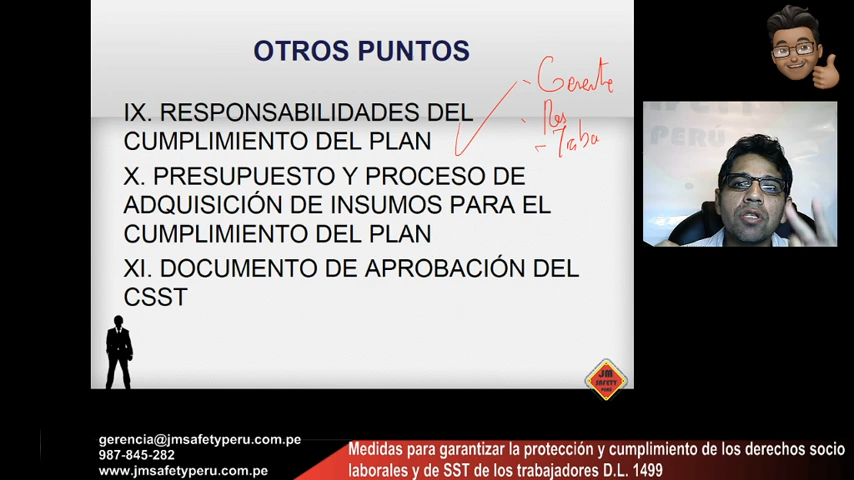 OTROS PUNTOS
IX. RESPONSABILIDADES DEL
CUMPLIMIENTO DEL PLAN
- Gerente
- Res
- Traba
X. PRESUPUESTO Y PROCESO DE
ADQUISICIÓN DE INSUMOS PARA EL
CUMPLIMIENTO DEL PLAN
XI. DOCUMENTO DE APROBACIÓN DEL
CSST
JM
SAFETY
PERÚ
gerencia@jmsafetyperu.com.pe
987-845-282
www.jmsafetyperu.com.pe
Medidas para garantizar la protección y cumplimiento de los derechos socio
laborales y de SST de los trabajadores D.L. 1499